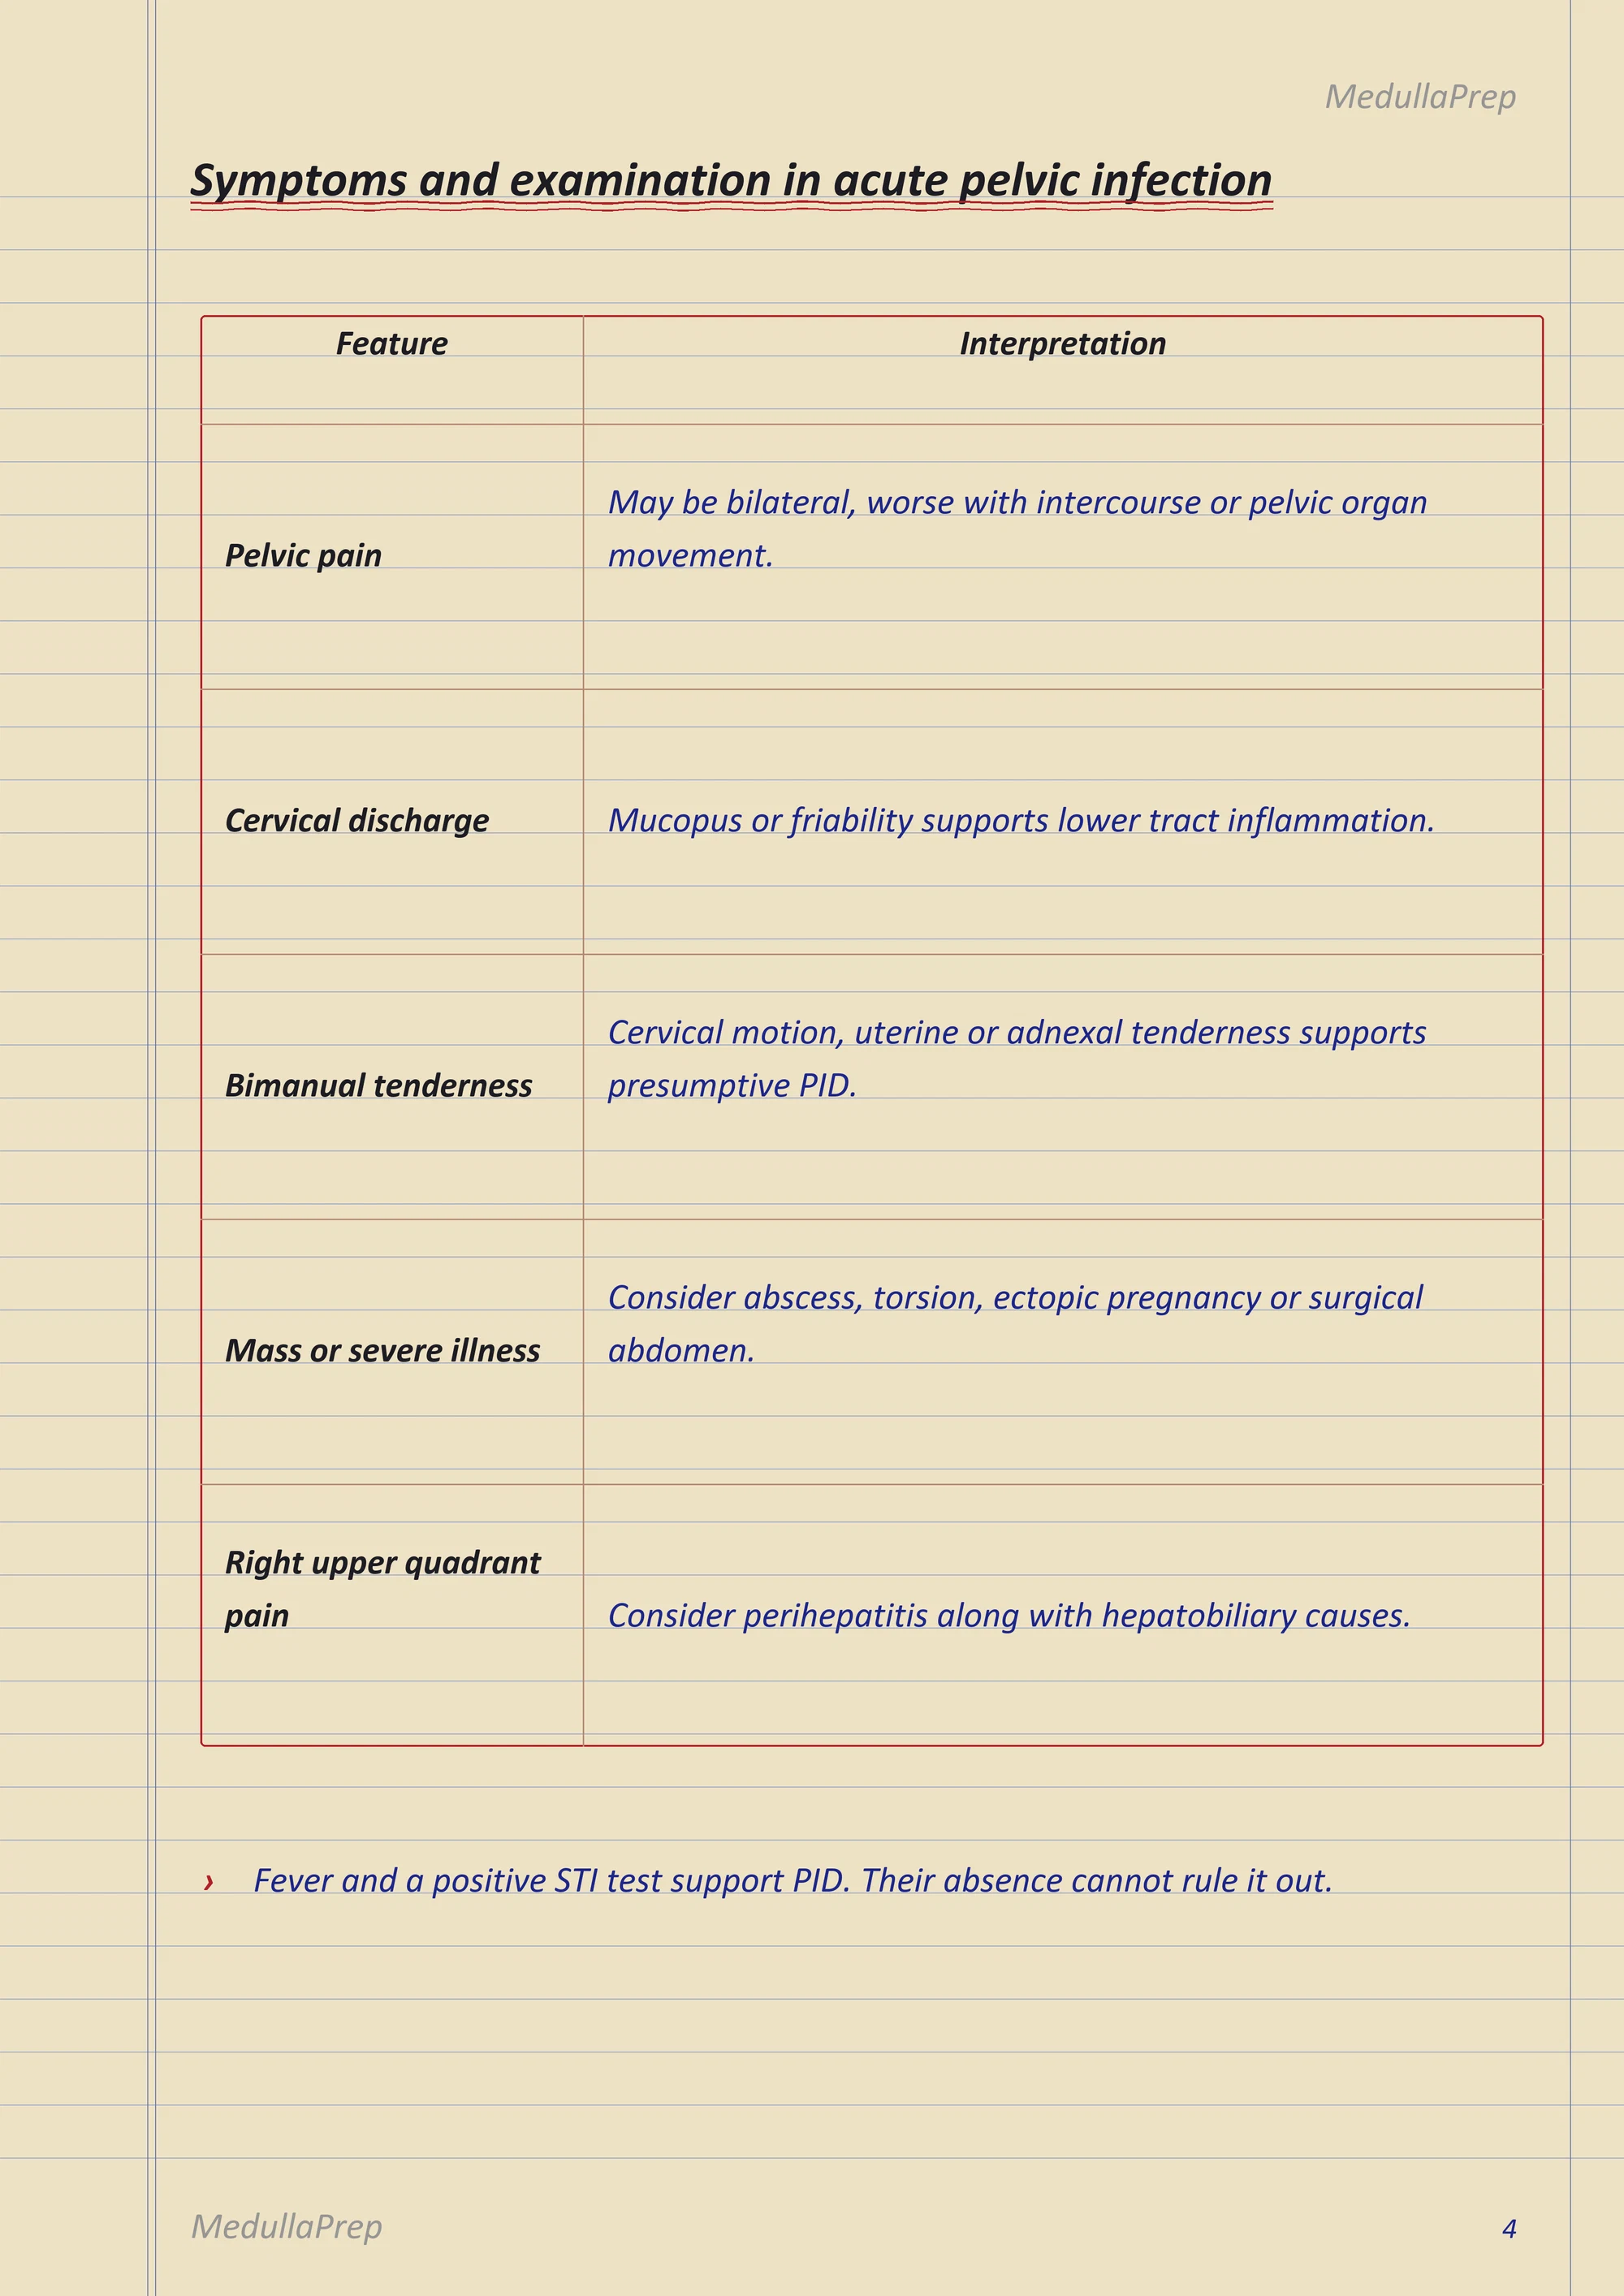 MedullaPrep
Symptoms and examination in acute pelvic infection
Feature
Interpretation
Pelvic pain
May be bilateral, worse with intercourse or pelvic organ
movement.
Cervical discharge
Mucopus or friability supports lower tract inflammation.
Bimanual tenderness
Cervical motion, uterine or adnexal tenderness supports
presumptive PID.
Mass or severe illness
Consider abscess, torsion, ectopic pregnancy or surgical
abdomen.
Right upper quadrant
pain
Consider perihepatitis along with hepatobiliary causes.
› Fever and a positive STI test support PID. Their absence cannot rule it out.
MedullaPrep
4